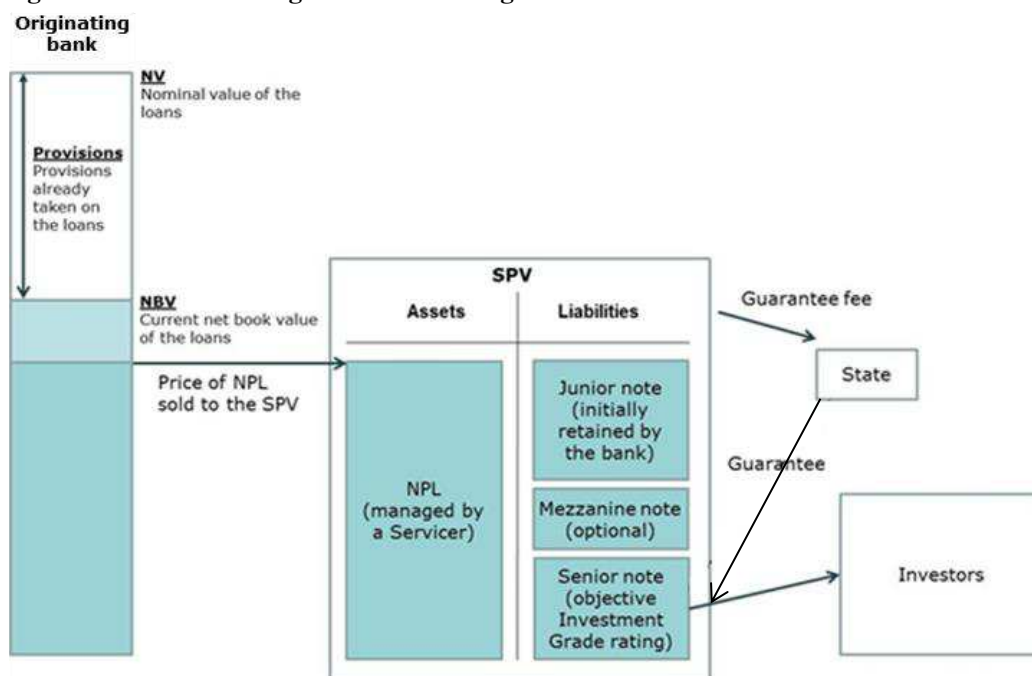 Originating
bank
NV
Nominal value of the
loans
Provisions
Provisions
already
taken on
the loans
NBV
Current net book value
of the loans
Price of NPL
sold to the SPV
SPV
Assets
Liabilities
NPL
(managed by
a Servicer)
Junior note
(initially
retained by
the bank)
Mezzanine note
(optional)
Senior note
(objective
Investment
Grade rating)
Guarantee fee
State
Guarantee
Investors